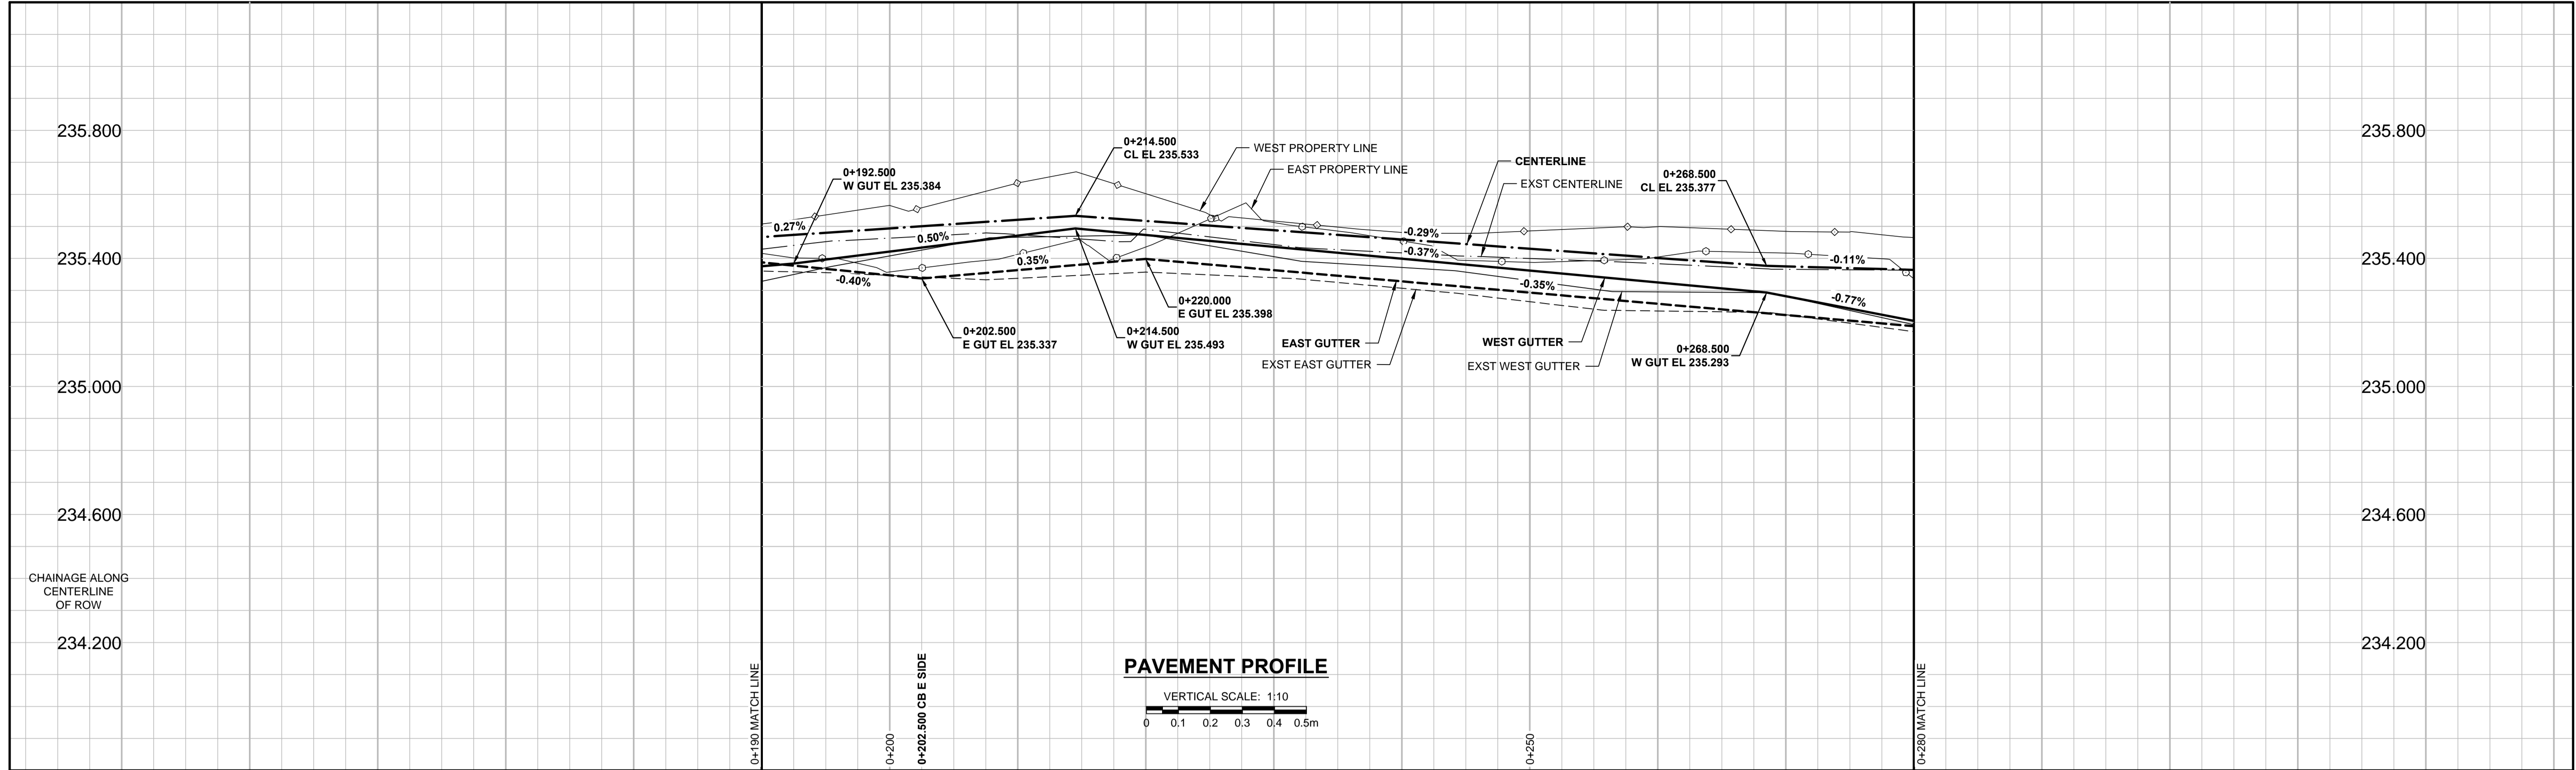 235.800
235.800
0+214.500
CL EL 235.533
WEST PROPERTY LINE
EAST PROPERTY LINE
CENTERLINE
EXST CENTERLINE
0+192.500
W GUT EL 235.384
0+268.500
CL EL 235.377
0.27%
0.50%
-0.29%
-0.37%
235.400
0.35%
-0.40%
-0.35%
-0.11%
-0.77%
235.400
0+220.000
E GUT EL 235.398
0+202.500
E GUT EL 235.337
0+214.500
W GUT EL 235.493
EAST GUTTER
EXST EAST GUTTER
WEST GUTTER
EXST WEST GUTTER
0+268.500
W GUT EL 235.293
235.000
235.000
234.600
234.600
CHAINAGE ALONG
CENTERLINE
OF ROW
234.200
234.200
0+190 MATCH LINE
0+200
0+202.500 CB E SIDE
PAVEMENT PROFILE
VERTICAL SCALE: 1:10
0 0.1 0.2 0.3 0.4 0.5m
0+250
0+280 MATCH LINE